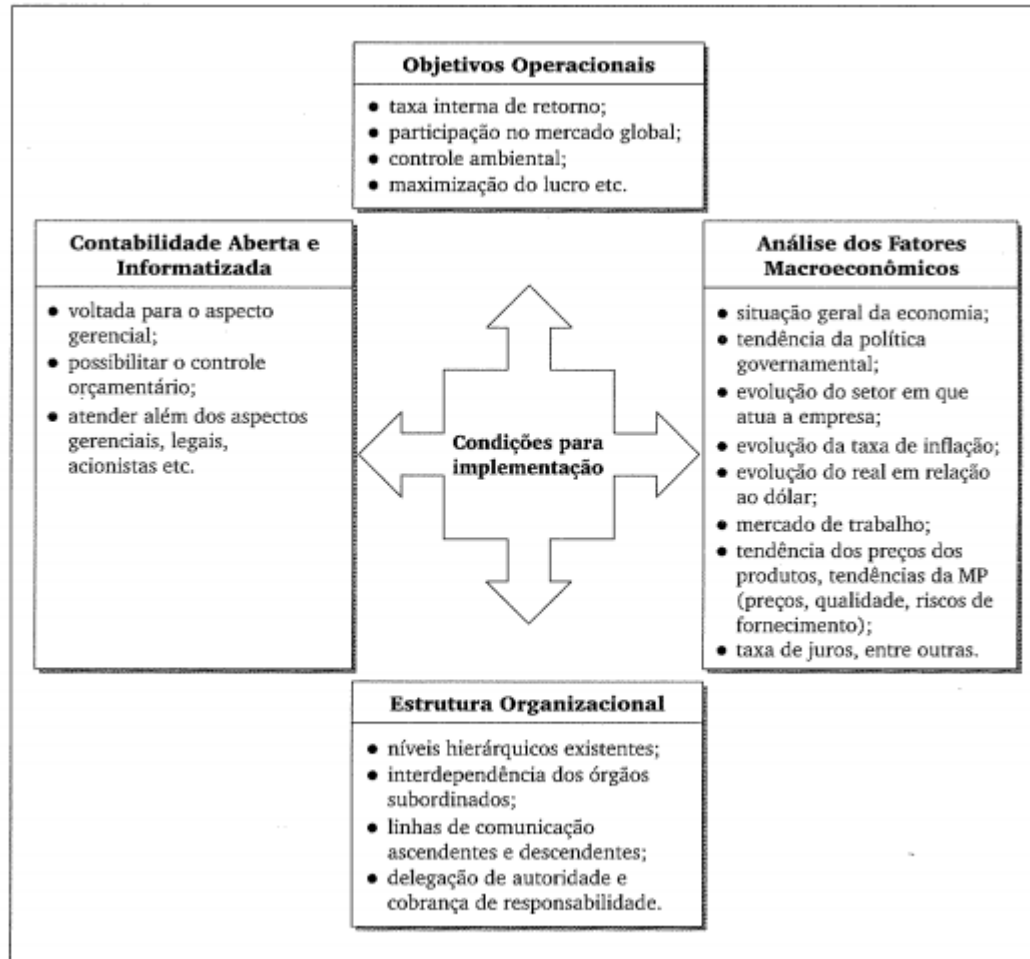 Objetivos Operacionais
• taxa interna de retorno;
• participação no mercado global;
• controle ambiental;
• maximização do lucro etc.
Contabilidade Aberta e
Informatizada
• voltada para o aspecto
gerencial;
• possibilitar o controle
orçamentário;
• atender além dos aspectos
gerenciais, legais,
acionistas etc.
Condições para
implementação
Análise dos Fatores
Macroeconômicos
• situação geral da economia;
• tendência da política
governamental;
• evolução do setor em que
atua a empresa;
• evolução da taxa de inflação;
• evolução do real em relação
ao dólar;
• mercado de trabalho;
• tendência dos preços dos
produtos, tendências da MP
(preços, qualidade, riscos de
fornecimento);
• taxa de juros, entre outras.
Estrutura Organizacional
• níveis hierárquicos existentes;
• interdependência dos órgãos
subordinados;
• linhas de comunicação
ascendentes e descendentes;
• delegação de autoridade e
cobrança de responsabilidade.